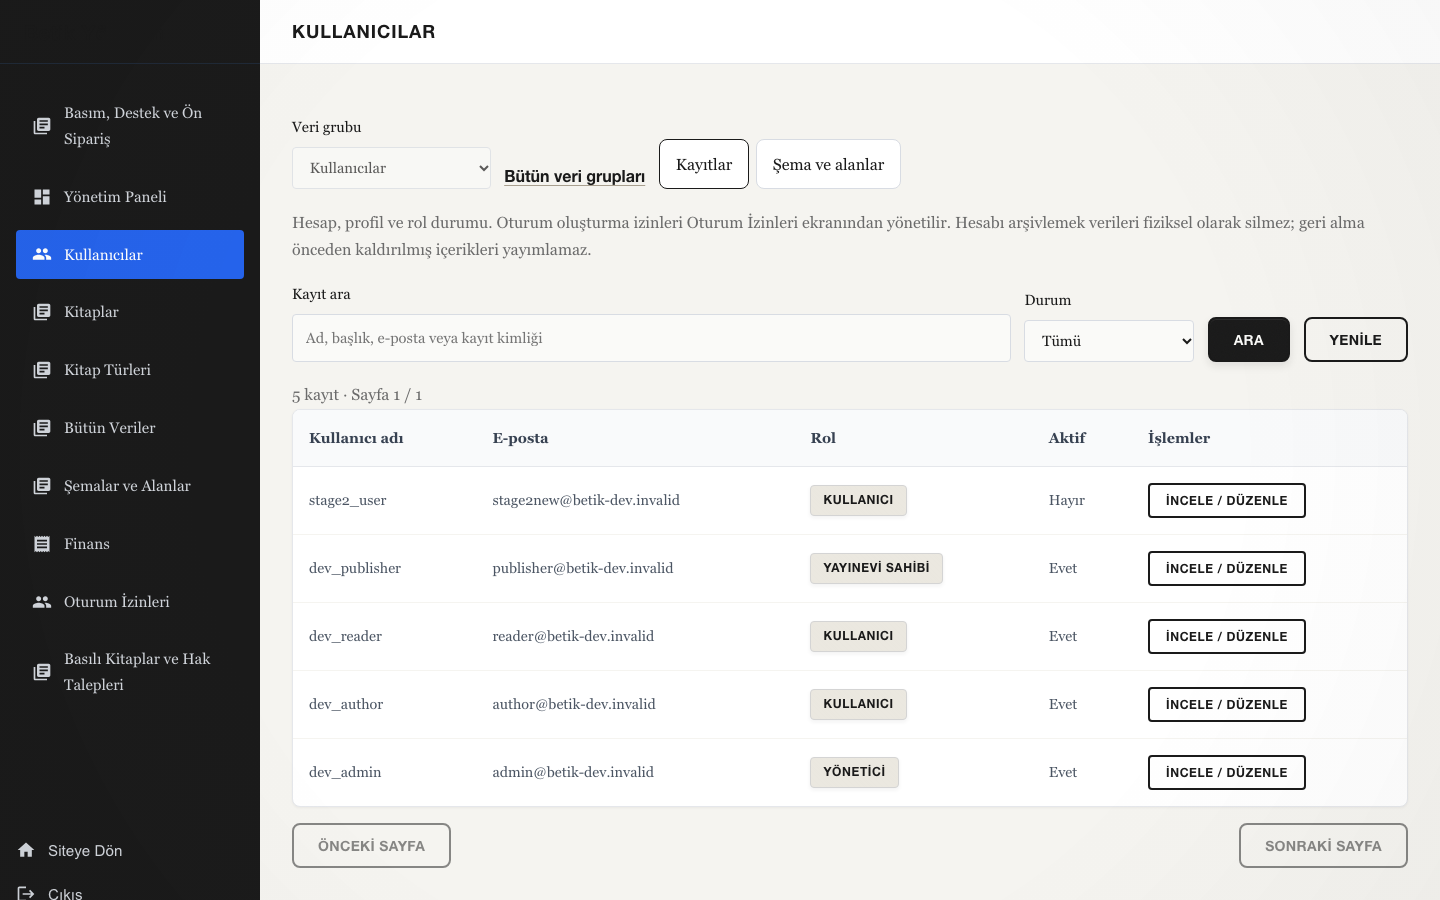 KULLANICILAR
Basım, Destek ve Ön
Sipariş
Yönetim Paneli
Kullanıcılar
Kitaplar
Kitap Türleri
Bütün Veriler
Şemalar ve Alanlar
Finans
Oturum İzinleri
Basılı Kitaplar ve Hak
Talepleri
Siteye Dön
Çıkış
Veri grubu
Kullanıcılar
Bütün veri grupları
Kayıtlar
Şema ve alanlar
Hesap, profil ve rol durumu. Oturum oluşturma izinleri Oturum İzinleri ekranından yönetilir. Hesabı arşivlemek verileri fiziksel olarak silmez; geri alma
önceden kaldırılmış içerikleri yayımlamaz.
Kayıt ara
Durum
Ad, başlık, e-posta veya kayıt kimliği
Tümü
ARA
YENİLE
5 kayıt · Sayfa 1 / 1
Kullanıcı adı E-posta Rol Aktif İşlemler
stage2_user stage2new@betik-dev.invalid KULLANICI Hayır İNCELE / DÜZENLE
dev_publisher publisher@betik-dev.invalid YAYINEVİ SAHİBİ Evet İNCELE / DÜZENLE
dev_reader reader@betik-dev.invalid KULLANICI Evet İNCELE / DÜZENLE
dev_author author@betik-dev.invalid KULLANICI Evet İNCELE / DÜZENLE
dev_admin admin@betik-dev.invalid YÖNETİCİ Evet İNCELE / DÜZENLE
ÖNCEKİ SAYFA
SONRAKİ SAYFA